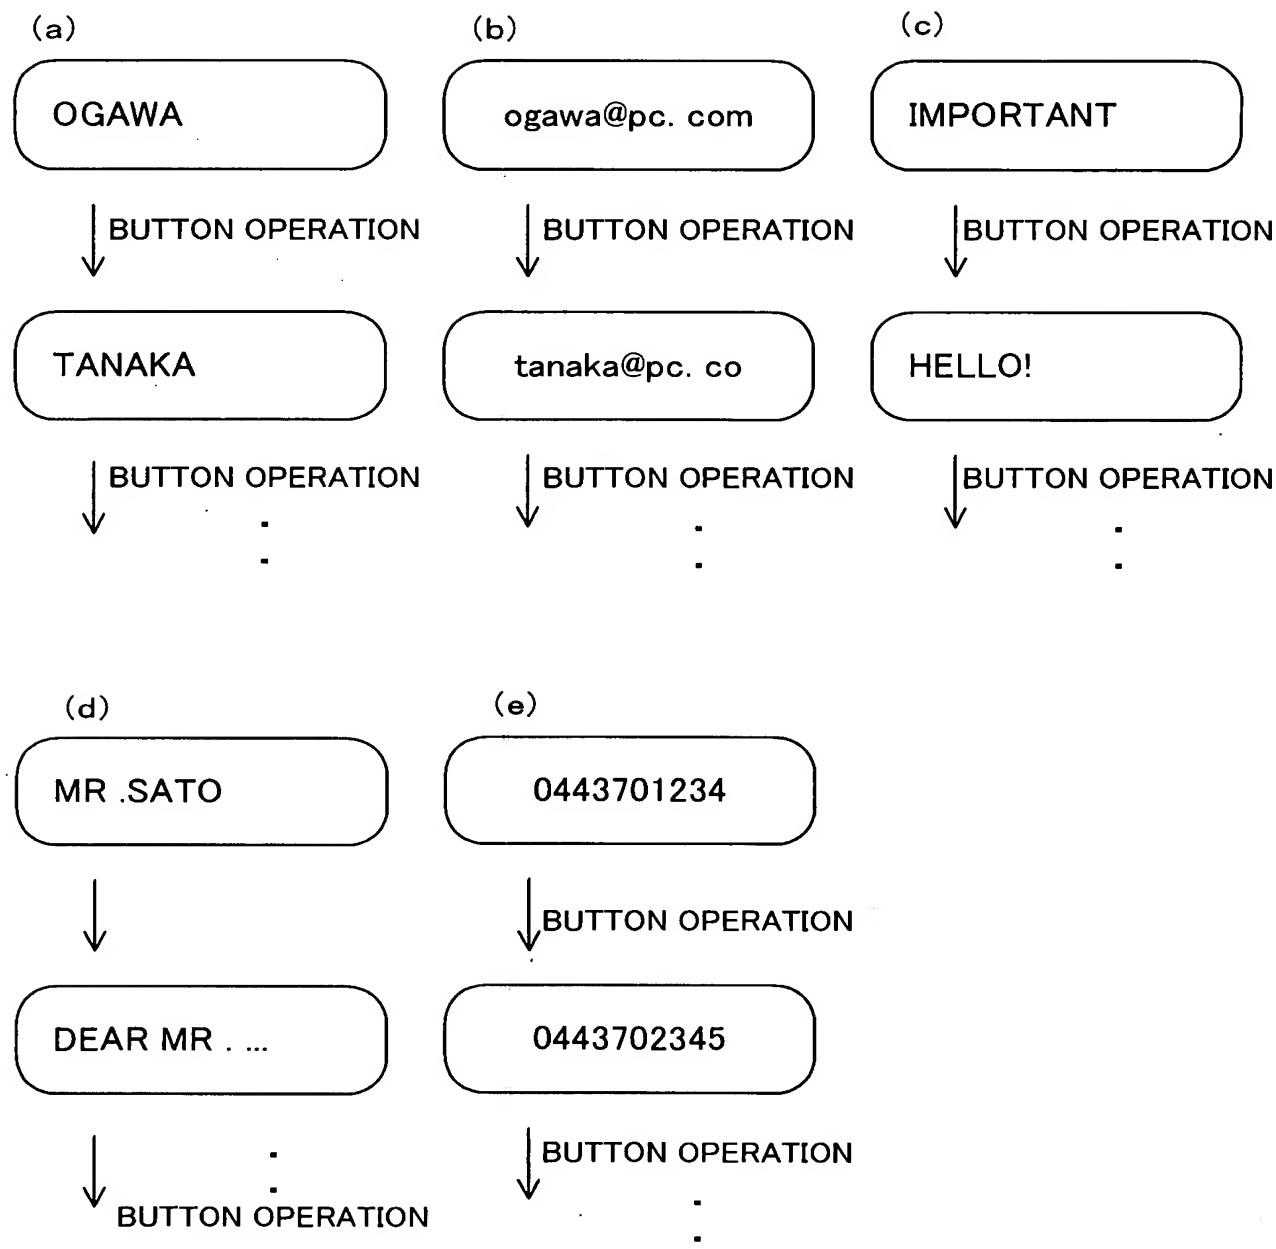 (a)
(b)
(c)
OGAWA
ogawa@pc. com
IMPORTANT
BUTTON OPERATION
BUTTON OPERATION
BUTTON OPERATION
TANAKA
tanaka@pc. co
HELLO!
BUTTON OPERATION
BUTTON OPERATION
BUTTON OPERATION
(d)
(e)
MR .SATO
0443701234
BUTTON OPERATION
DEAR MR . ...
0443702345
BUTTON OPERATION
BUTTON OPERATION